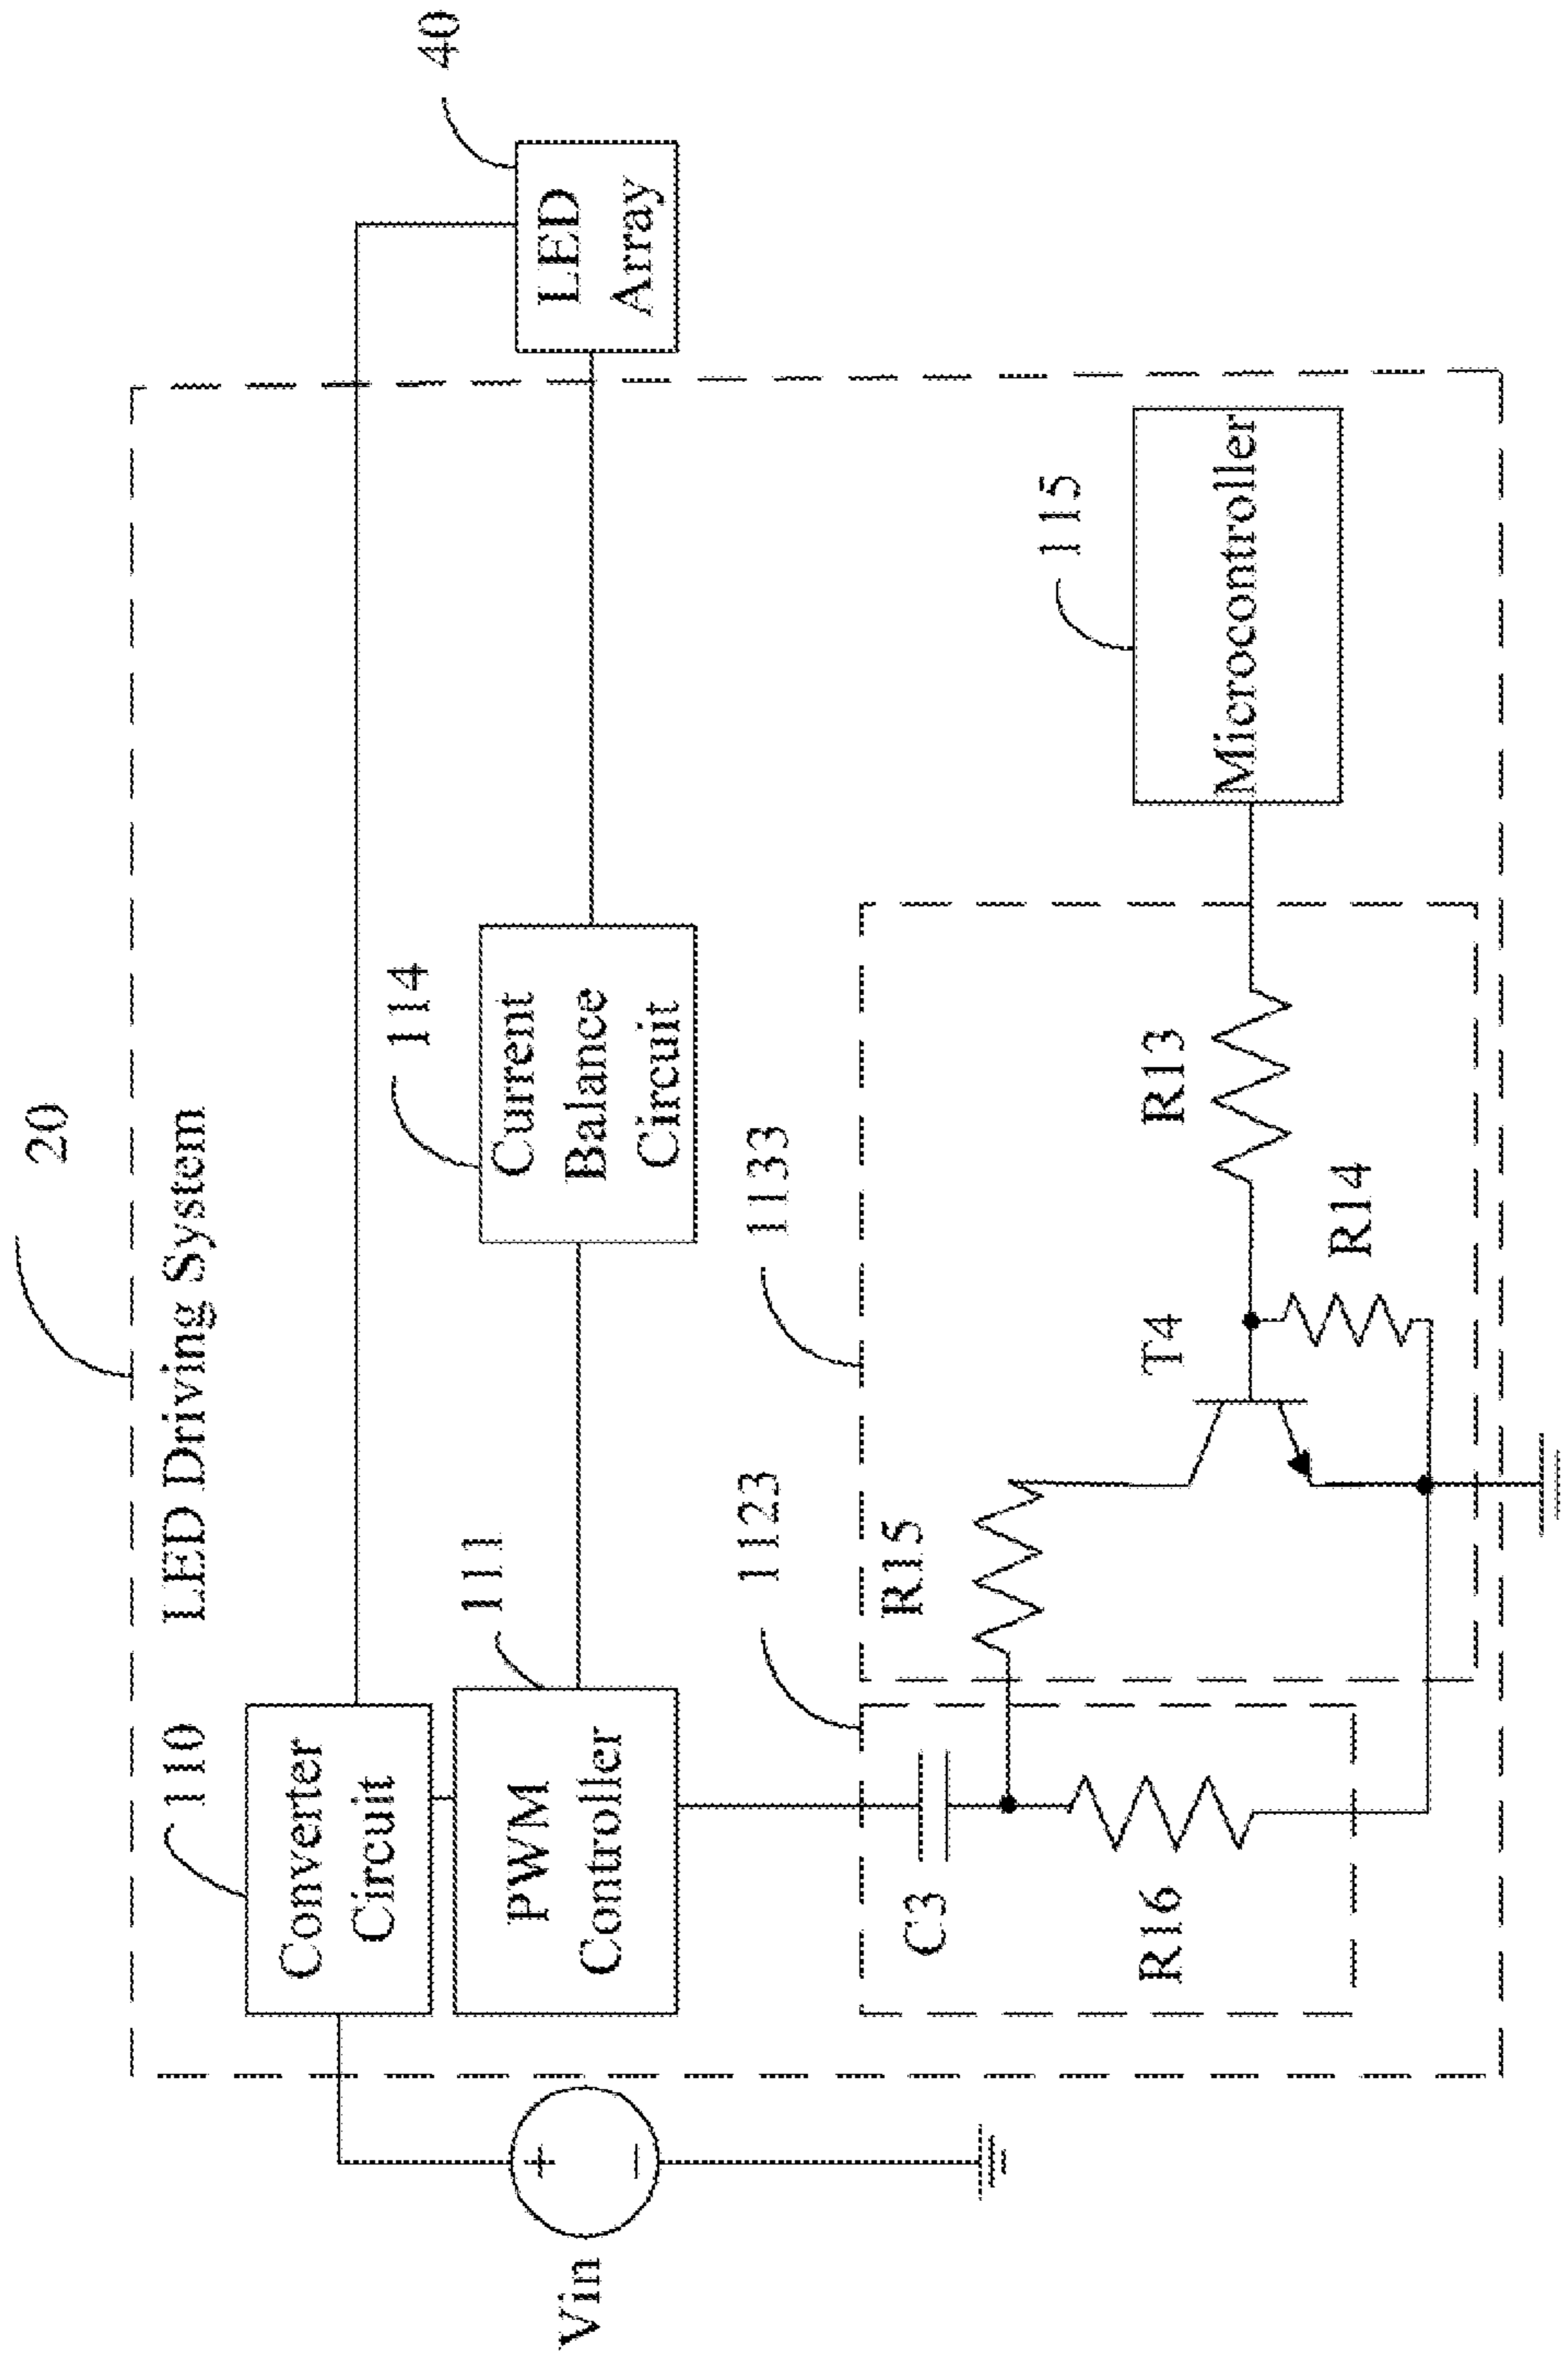 20
LED Driving System
110
Converter
Circuit
40
LED
Array
114
Current
Balance
Circuit
111
PWM
Controller
Vin
+
−
1123
1133
115
Microcontroller
C3
R15
T4
R13
R16
R14